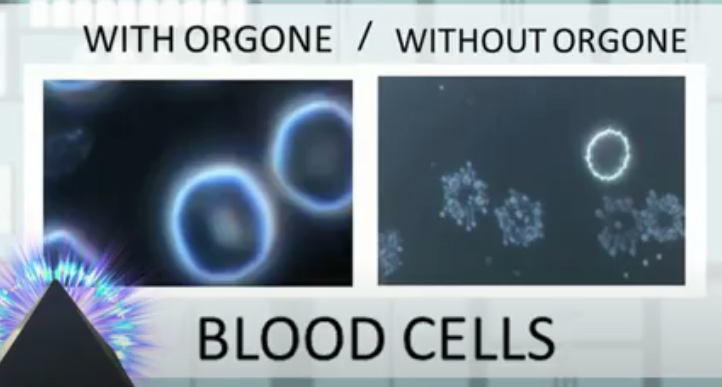 WITH ORGONE / WITHOUT ORGONE
BLOOD CELLS